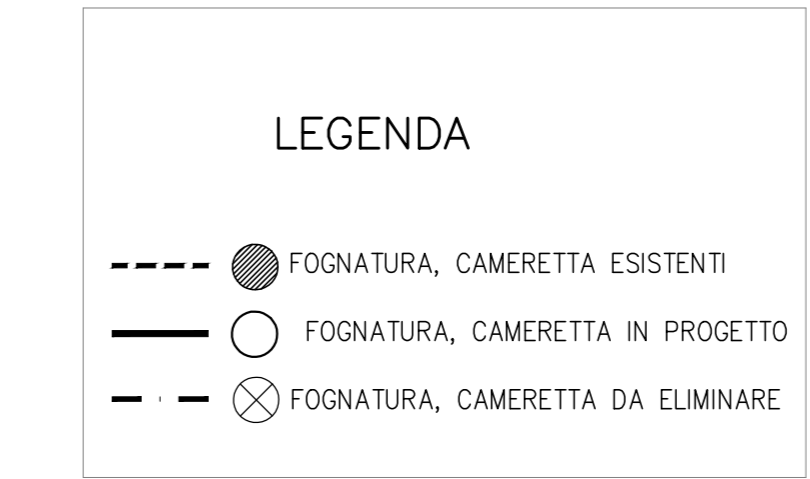 LEGENDA
FOGNATURA, CAMERETTA ESISTENTI
FOGNATURA, CAMERETTA IN PROGETTO
FOGNATURA, CAMERETTA DA ELIMINARE